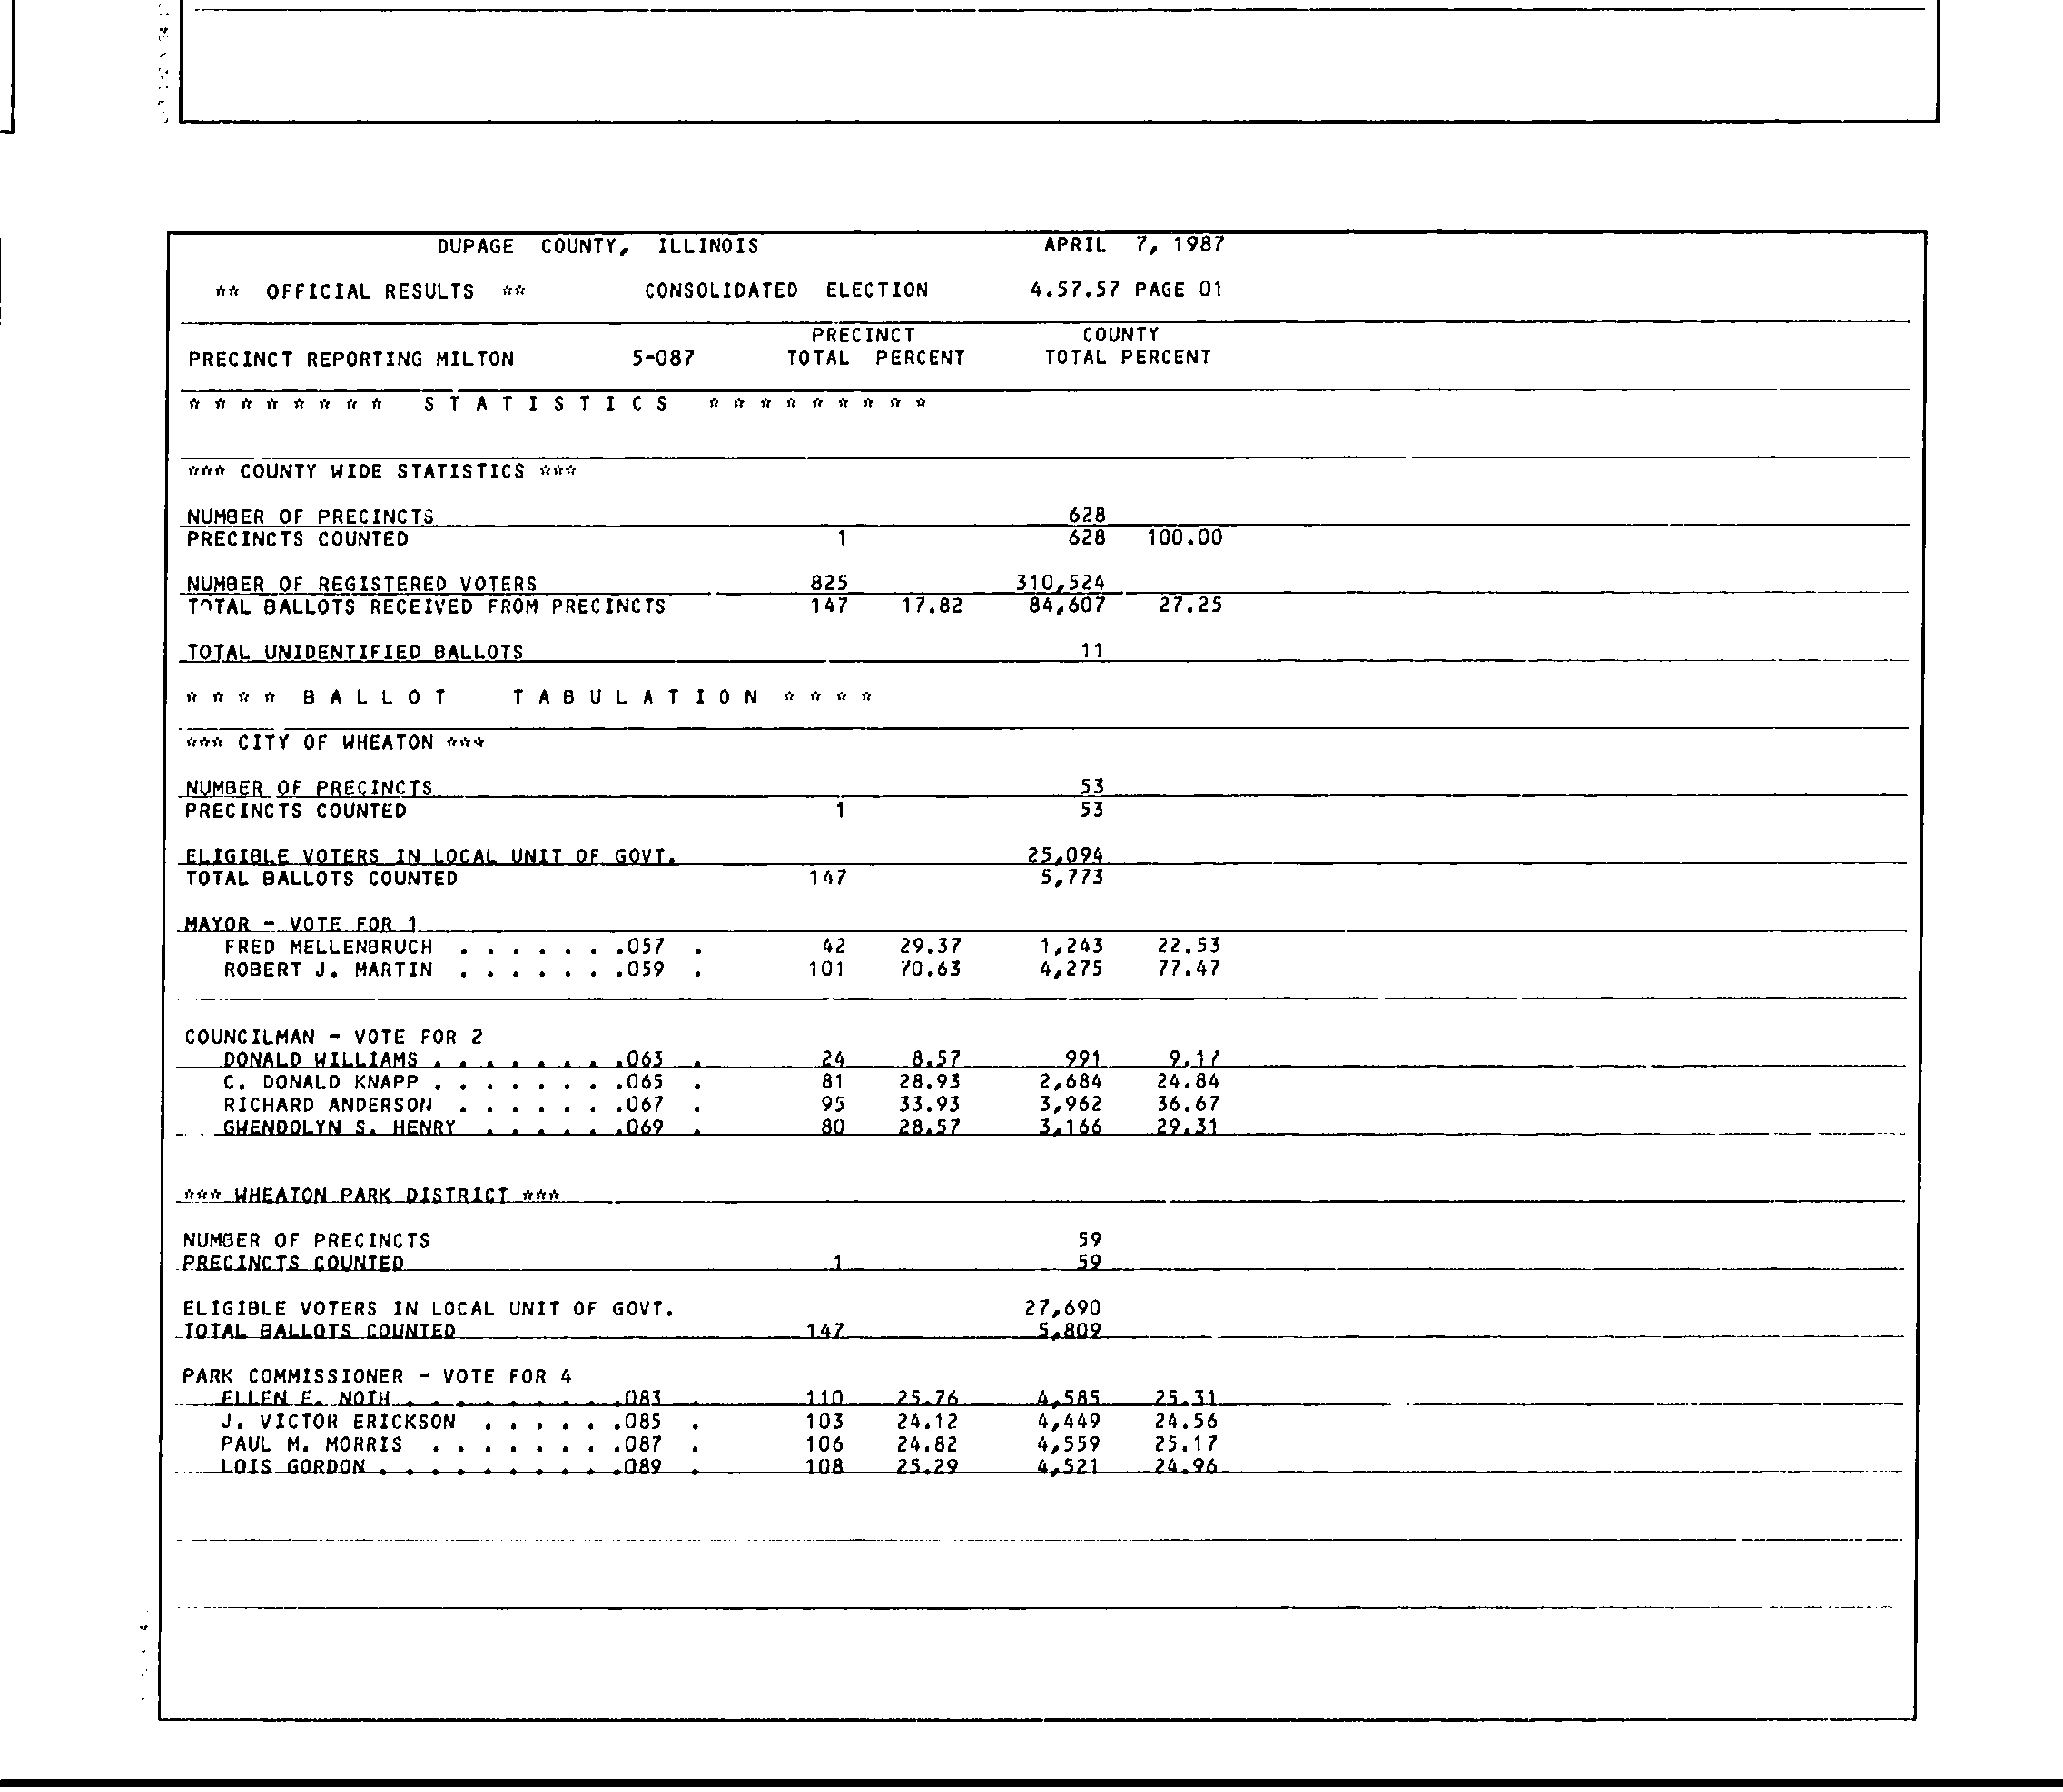 DUPAGE COUNTY, ILLINOIS APRIL 7, 1987
** OFFICIAL RESULTS ** CONSOLIDATED ELECTION 4.57.57 PAGE 01
PRECINCT COUNTY
PRECINCT REPORTING MILTON 5-087 TOTAL PERCENT TOTAL PERCENT
* * * * * * * * S T A T I S T I C S * * * * * * * * *
*** COUNTY WIDE STATISTICS ***
NUMBER OF PRECINCTS 628
PRECINCTS COUNTED 1 628 100.00
NUMBER OF REGISTERED VOTERS 825 310,524
TOTAL BALLOTS RECEIVED FROM PRECINCTS 147 17.82 84,607 27.25
TOTAL UNIDENTIFIED BALLOTS 11
* * * * B A L L O T T A B U L A T I O N * * * *
*** CITY OF WHEATON ***
NUMBER OF PRECINCTS 53
PRECINCTS COUNTED 1 53
ELIGIBLE VOTERS IN LOCAL UNIT OF GOVT. 25,094
TOTAL BALLOTS COUNTED 147 5,773
MAYOR - VOTE FOR 1
FRED MELLENBRUCH . . . . . . .057 . 42 29.37 1,243 22.53
ROBERT J. MARTIN . . . . . . .059 . 101 70.63 4,275 77.47
COUNCILMAN - VOTE FOR 2
DONALD WILLIAMS . . . . . . . .063 . 24 8.57 991 9.17
C. DONALD KNAPP . . . . . . . .065 . 81 28.93 2,684 24.84
RICHARD ANDERSON . . . . . . .067 . 95 33.93 3,962 36.67
GWENDOLYN S. HENRY . . . . . .069 . 80 28.57 3,166 29.31
*** WHEATON PARK DISTRICT ***
NUMBER OF PRECINCTS 59
PRECINCTS COUNTED 1 59
ELIGIBLE VOTERS IN LOCAL UNIT OF GOVT. 27,690
TOTAL BALLOTS COUNTED 147 5,809
PARK COMMISSIONER - VOTE FOR 4
ELLEN E. NOTH . . . . . . . . .083 . 110 25.76 4,585 25.31
J. VICTOR ERICKSON . . . . . .085 . 103 24.12 4,449 24.56
PAUL M. MORRIS . . . . . . . .087 . 106 24.82 4,559 25.17
LOIS GORDON . . . . . . . . . .089 . 108 25.29 4,521 24.96